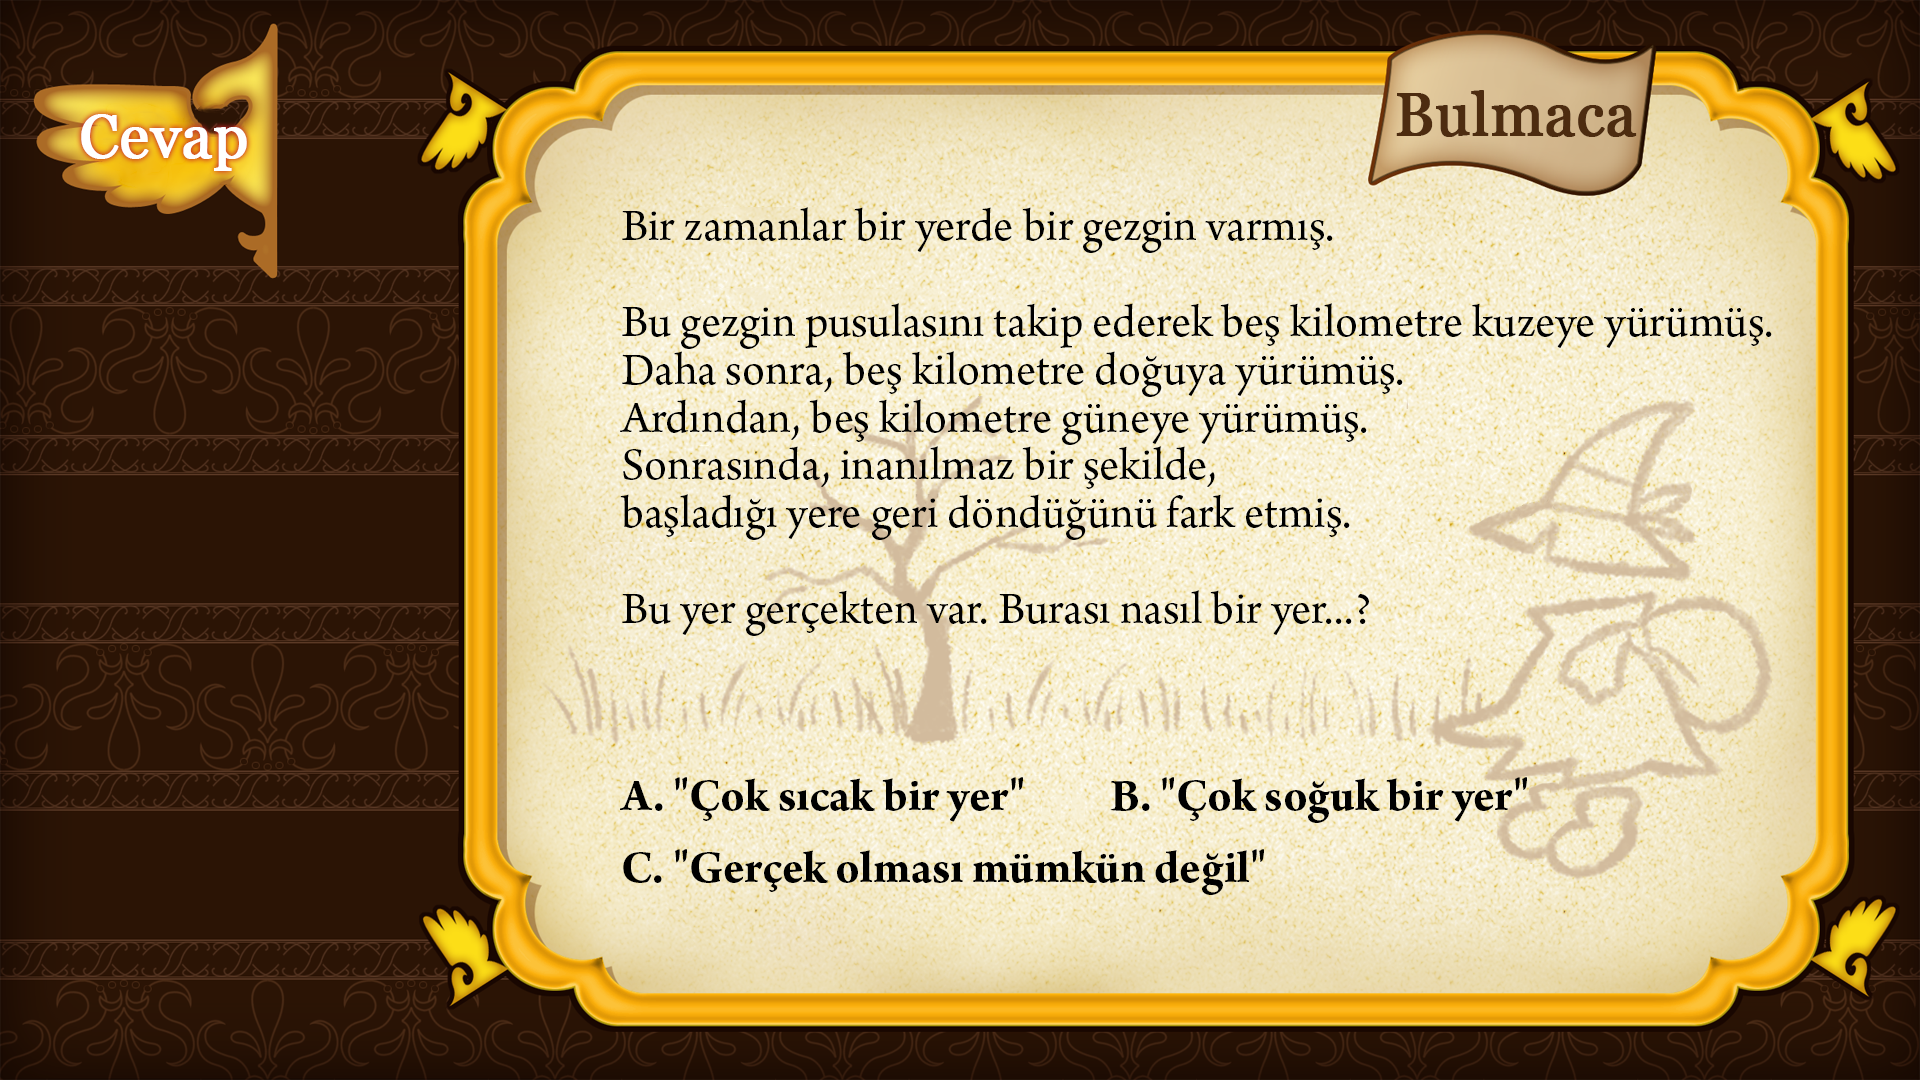 Cevap
Bulmaca
Bir zamanlar bir yerde bir gezgin varmış.
Bu gezgin pusulasını takip ederek beş kilometre kuzeye yürümüş.
Daha sonra, beş kilometre doğuya yürümüş.
Ardından, beş kilometre güneye yürümüş.
Sonrasında, inanılmaz bir şekilde,
başladığı yere geri döndüğünü fark etmiş.
Bu yer gerçekten var. Burası nasıl bir yer...?
A. "Çok sıcak bir yer" B. "Çok soğuk bir yer"
C. "Gerçek olması mümkün değil"